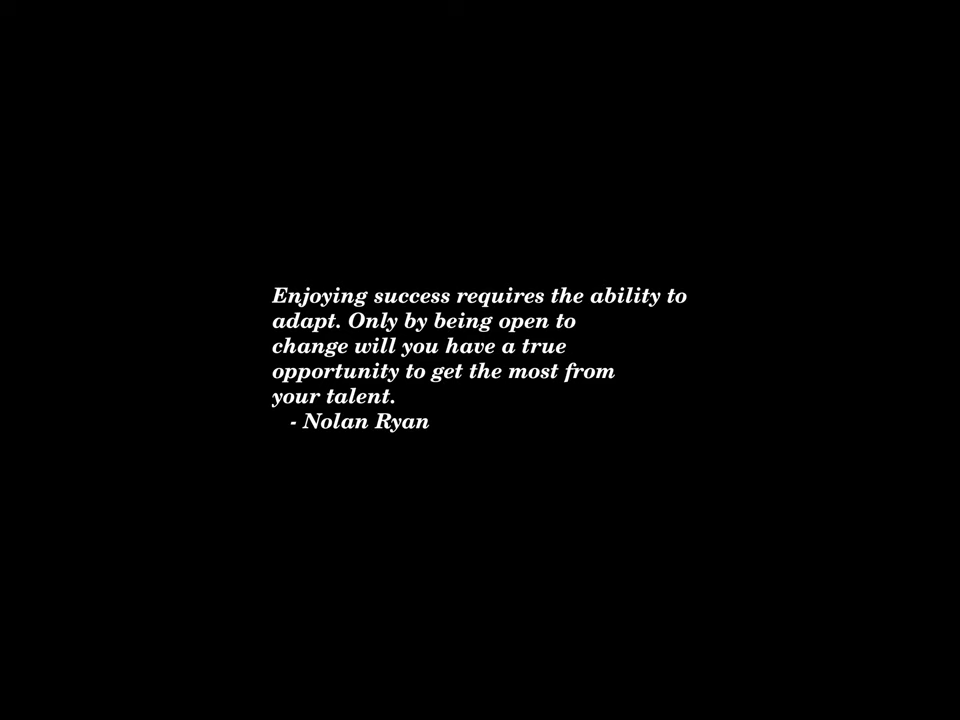 Enjoying success requires the ability to
adapt. Only by being open to
change will you have a true
opportunity to get the most from
your talent.
- Nolan Ryan